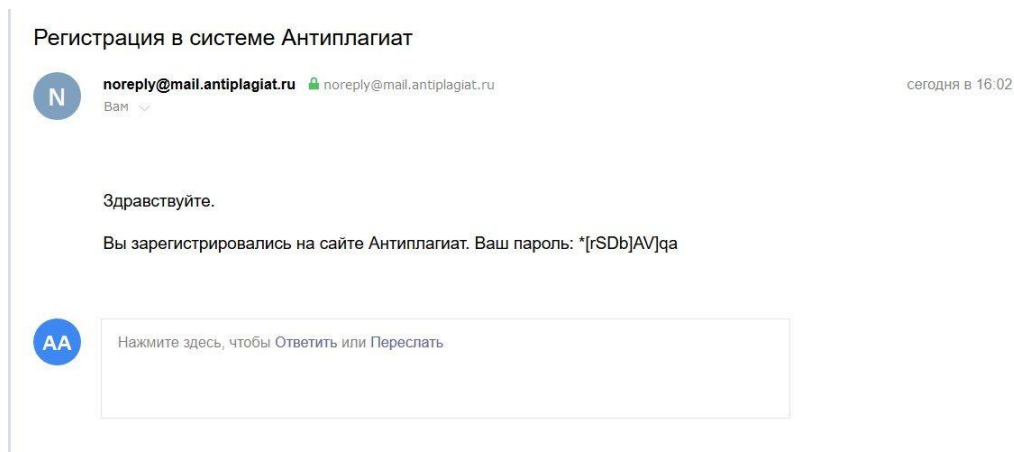 Регистрация в системе Антиплагиат
N
noreply@mail.antiplagiat.ru noreply@mail.antiplagiat.ru сегодня в 16:02
Вам
Здравствуйте.
Вы зарегистрировались на сайте Антиплагиат. Ваш пароль: *[rSDb]AV]qa
АА
Нажмите здесь, чтобы Ответить или Переслать